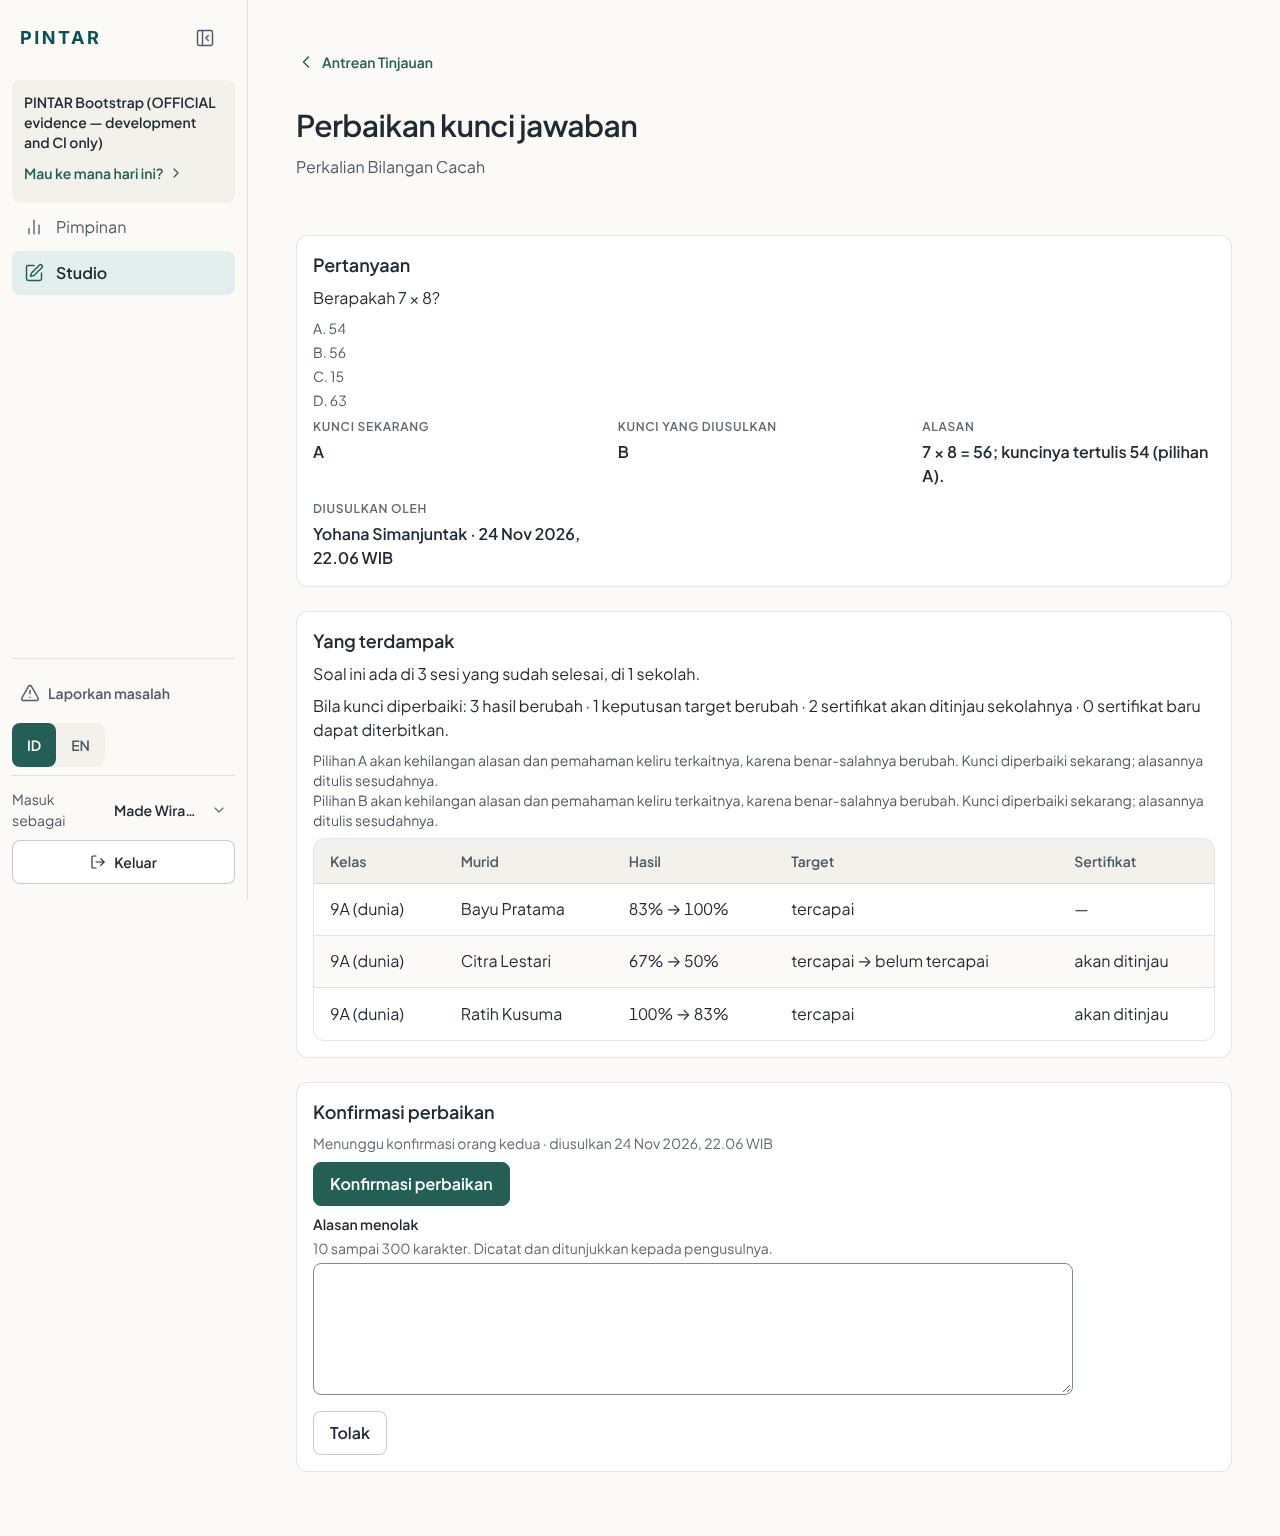 PINTAR
PINTAR Bootstrap (OFFICIAL
evidence — development
and CI only)
Mau ke mana hari ini?
Pimpinan
Studio
Laporkan masalah
ID EN
Masuk
sebagai
Made Wira…
Keluar
Antrean Tinjauan
Perbaikan kunci jawaban
Perkalian Bilangan Cacah
Pertanyaan
Berapakah 7 × 8?
A. 54
B. 56
C. 15
D. 63
KUNCI SEKARANG
A
KUNCI YANG DIUSULKAN
B
ALASAN
7 × 8 = 56; kuncinya tertulis 54 (pilihan
A).
DIUSULKAN OLEH
Yohana Simanjuntak · 24 Nov 2026,
22.06 WIB
Yang terdampak
Soal ini ada di 3 sesi yang sudah selesai, di 1 sekolah.
Bila kunci diperbaiki: 3 hasil berubah · 1 keputusan target berubah · 2 sertifikat akan ditinjau sekolahnya · 0 sertifikat baru
dapat diterbitkan.
Pilihan A akan kehilangan alasan dan pemahaman keliru terkaitnya, karena benar-salahnya berubah. Kunci diperbaiki sekarang; alasannya
ditulis sesudahnya.
Pilihan B akan kehilangan alasan dan pemahaman keliru terkaitnya, karena benar-salahnya berubah. Kunci diperbaiki sekarang; alasannya
ditulis sesudahnya.
Kelas Murid Hasil Target Sertifikat
9A (dunia) Bayu Pratama 83% → 100% tercapai —
9A (dunia) Citra Lestari 67% → 50% tercapai → belum tercapai akan ditinjau
9A (dunia) Ratih Kusuma 100% → 83% tercapai akan ditinjau
Konfirmasi perbaikan
Menunggu konfirmasi orang kedua · diusulkan 24 Nov 2026, 22.06 WIB
Konfirmasi perbaikan
Alasan menolak
10 sampai 300 karakter. Dicatat dan ditunjukkan kepada pengusulnya.
Tolak